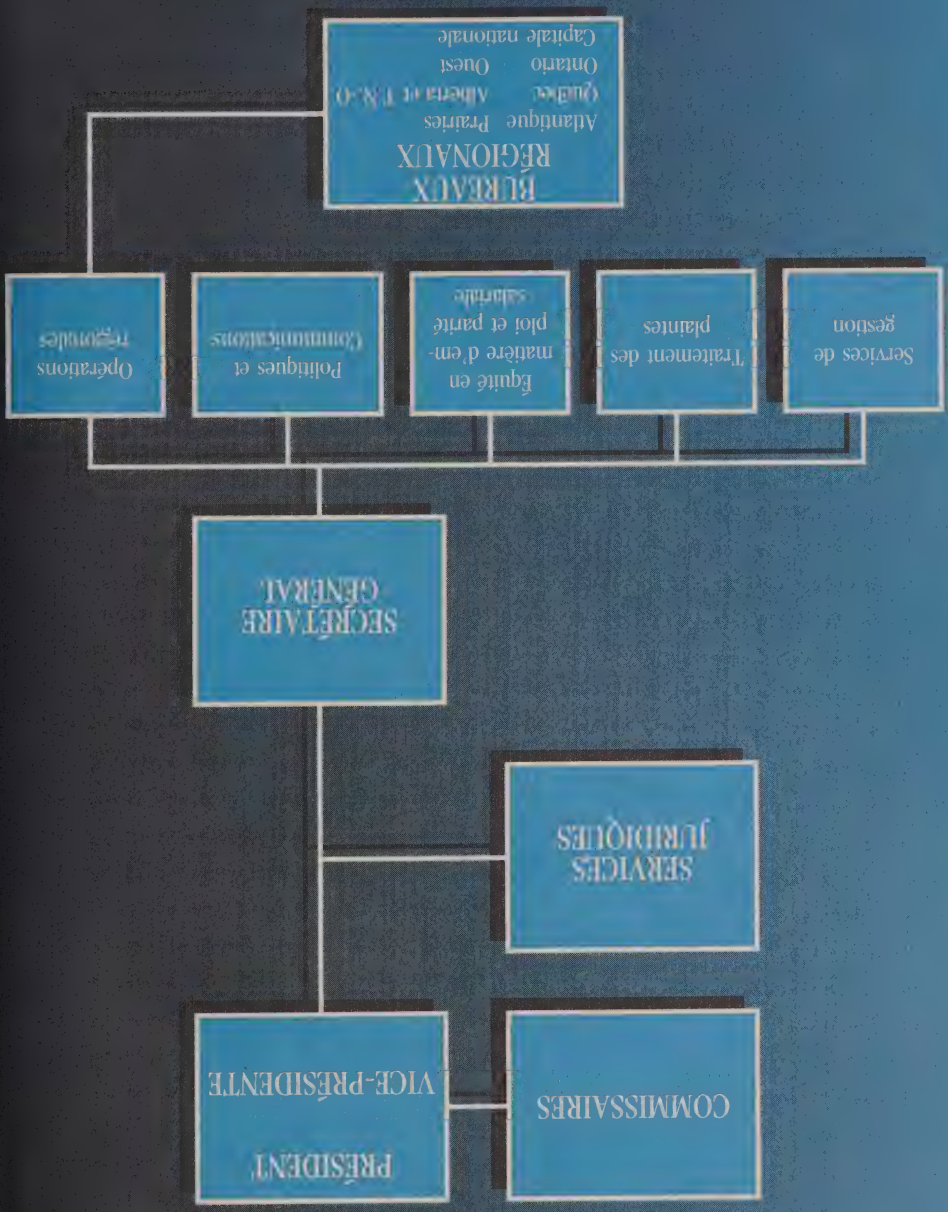 COMMISSAIRES
PRÉSIDENT
VICE-PRÉSIDENTE
SERVICES
JURIDIQUES
SECRÉTAIRE
GÉNÉRAL
Services de
gestion
Traitement des
plaintes
Équité en
matière d'em-
ploi et parité
salariale
Politiques et
Communications
Opérations
régionales
BUREAUX
RÉGIONAUX
Atlantique Prairies
Québec Alberta et T.N.-O.
Ontario Ouest
Capitale nationale